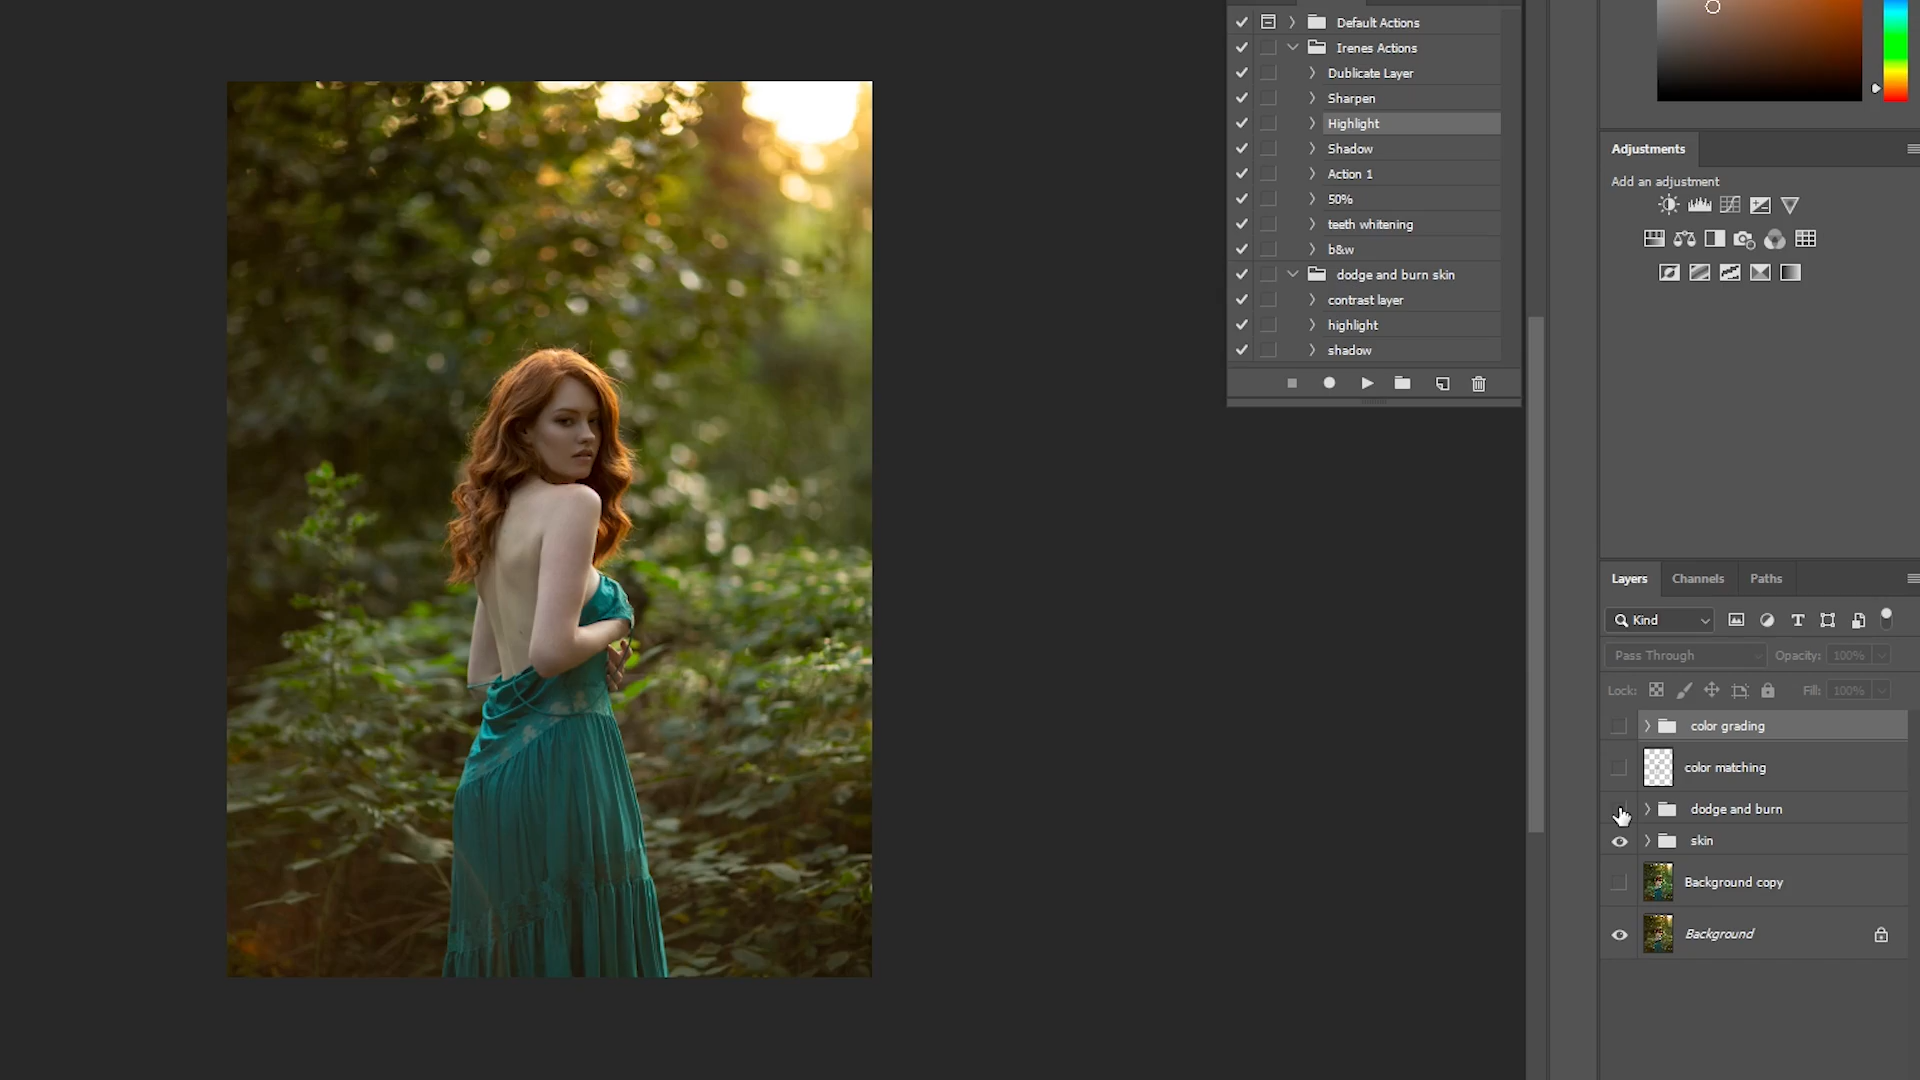 Default Actions
Irenes Actions
Dublicate Layer
Sharpen
Highlight
Shadow
Action 1
50%
teeth whitening
b&w
dodge and burn skin
contrast layer
highlight
shadow
Adjustments
Add an adjustment
Layers Channels Paths
Kind
Pass Through Opacity: 100%
Lock: Fill: 100%
color grading
color matching
dodge and burn
skin
Background copy
Background